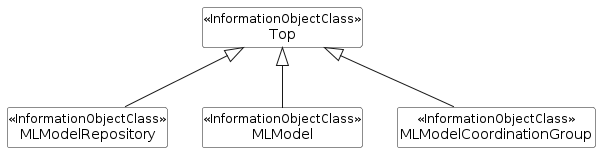 «InformationObjectClass»
Top
«InformationObjectClass»
MLModelRepository
«InformationObjectClass»
MLModel
«InformationObjectClass»
MLModelCoordinationGroup